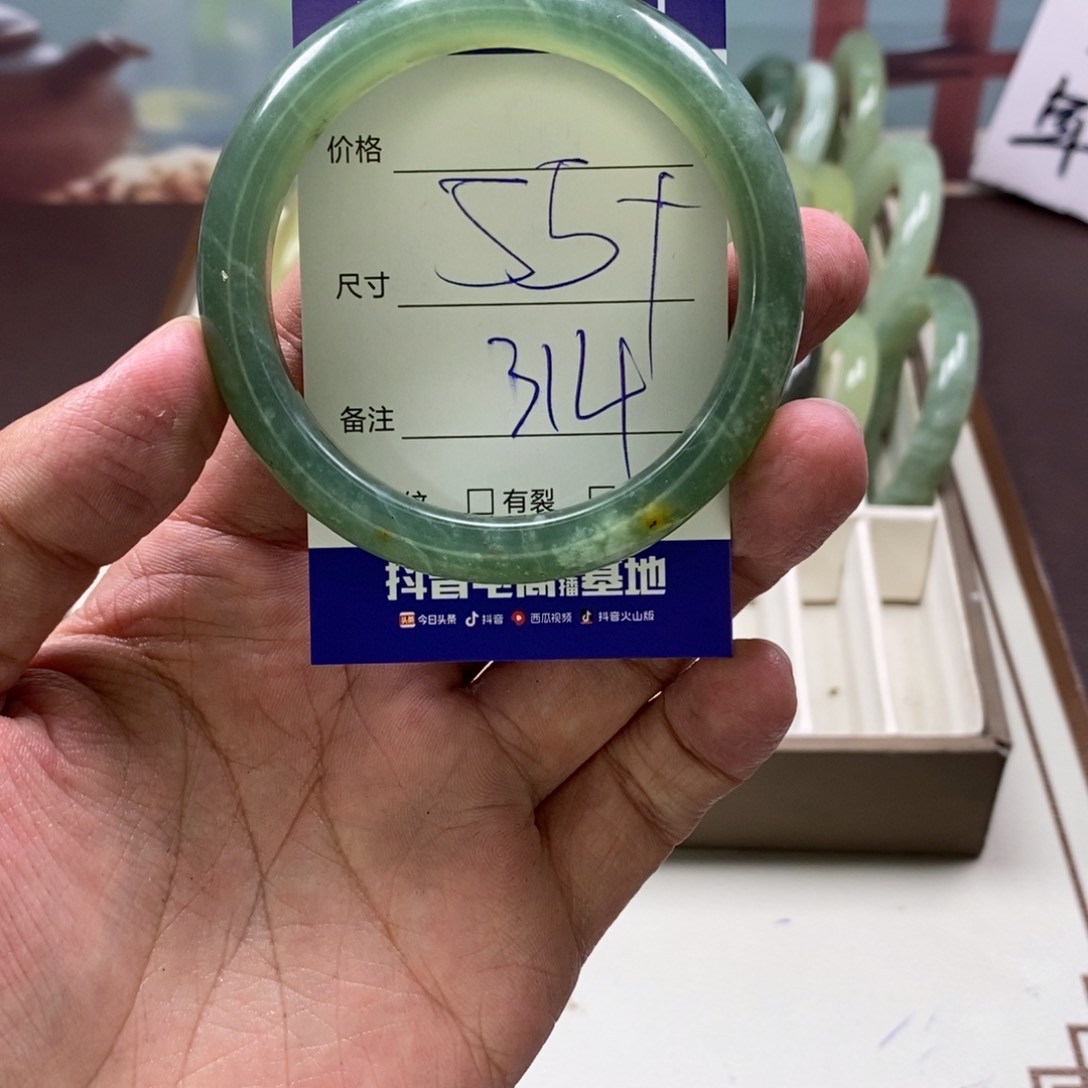 价格
55+
尺寸
314
备注
有裂
抖音电商直播基地
今日头条 抖音 西瓜视频 抖音火山版
年